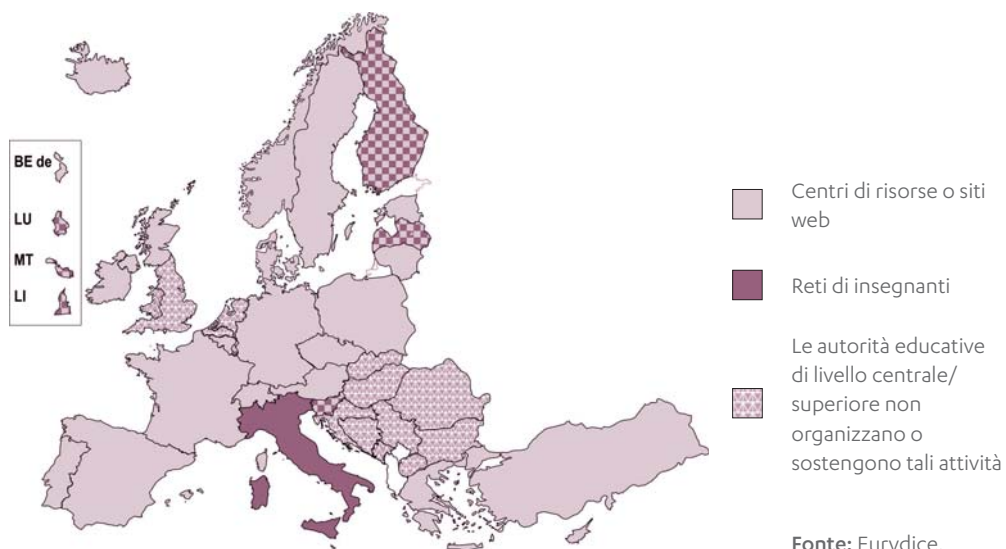 BE de
LU
MT
LI
Centri di risorse o siti
web
Reti di insegnanti
Le autorità educative
di livello centrale/
superiore non
organizzano o
sostengono tali attività
Fonte: Eurydice.